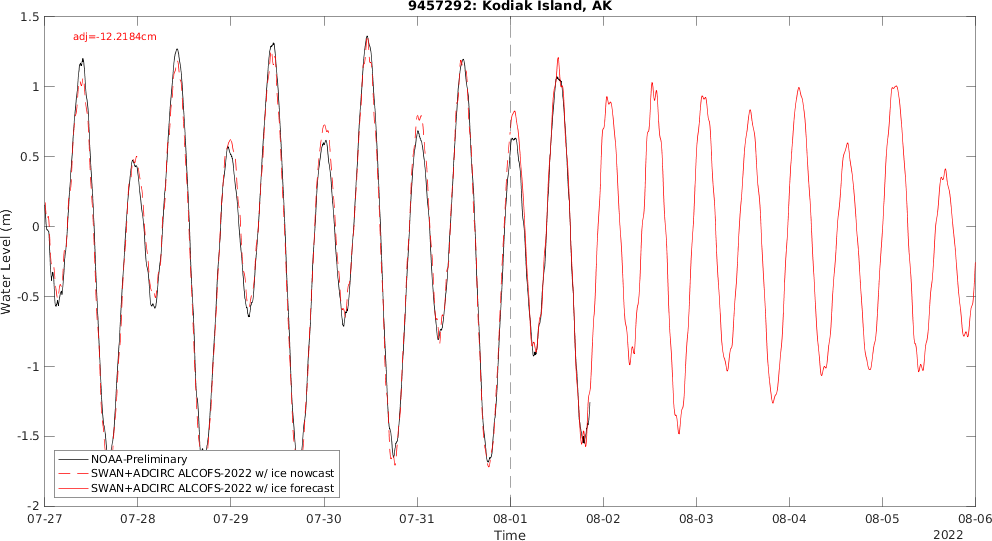 9457292: Kodiak Island, AK
adj=-12.2184cm
1.5
1
0.5
0
-0.5
-1
-1.5
-2
Water Level (m)
NOAA-Preliminary
SWAN+ADCIRC ALCOFS-2022 w/ ice nowcast
SWAN+ADCIRC ALCOFS-2022 w/ ice forecast
07-27 07-28 07-29 07-30 07-31 08-01 08-02 08-03 08-04 08-05 08-06
Time
2022